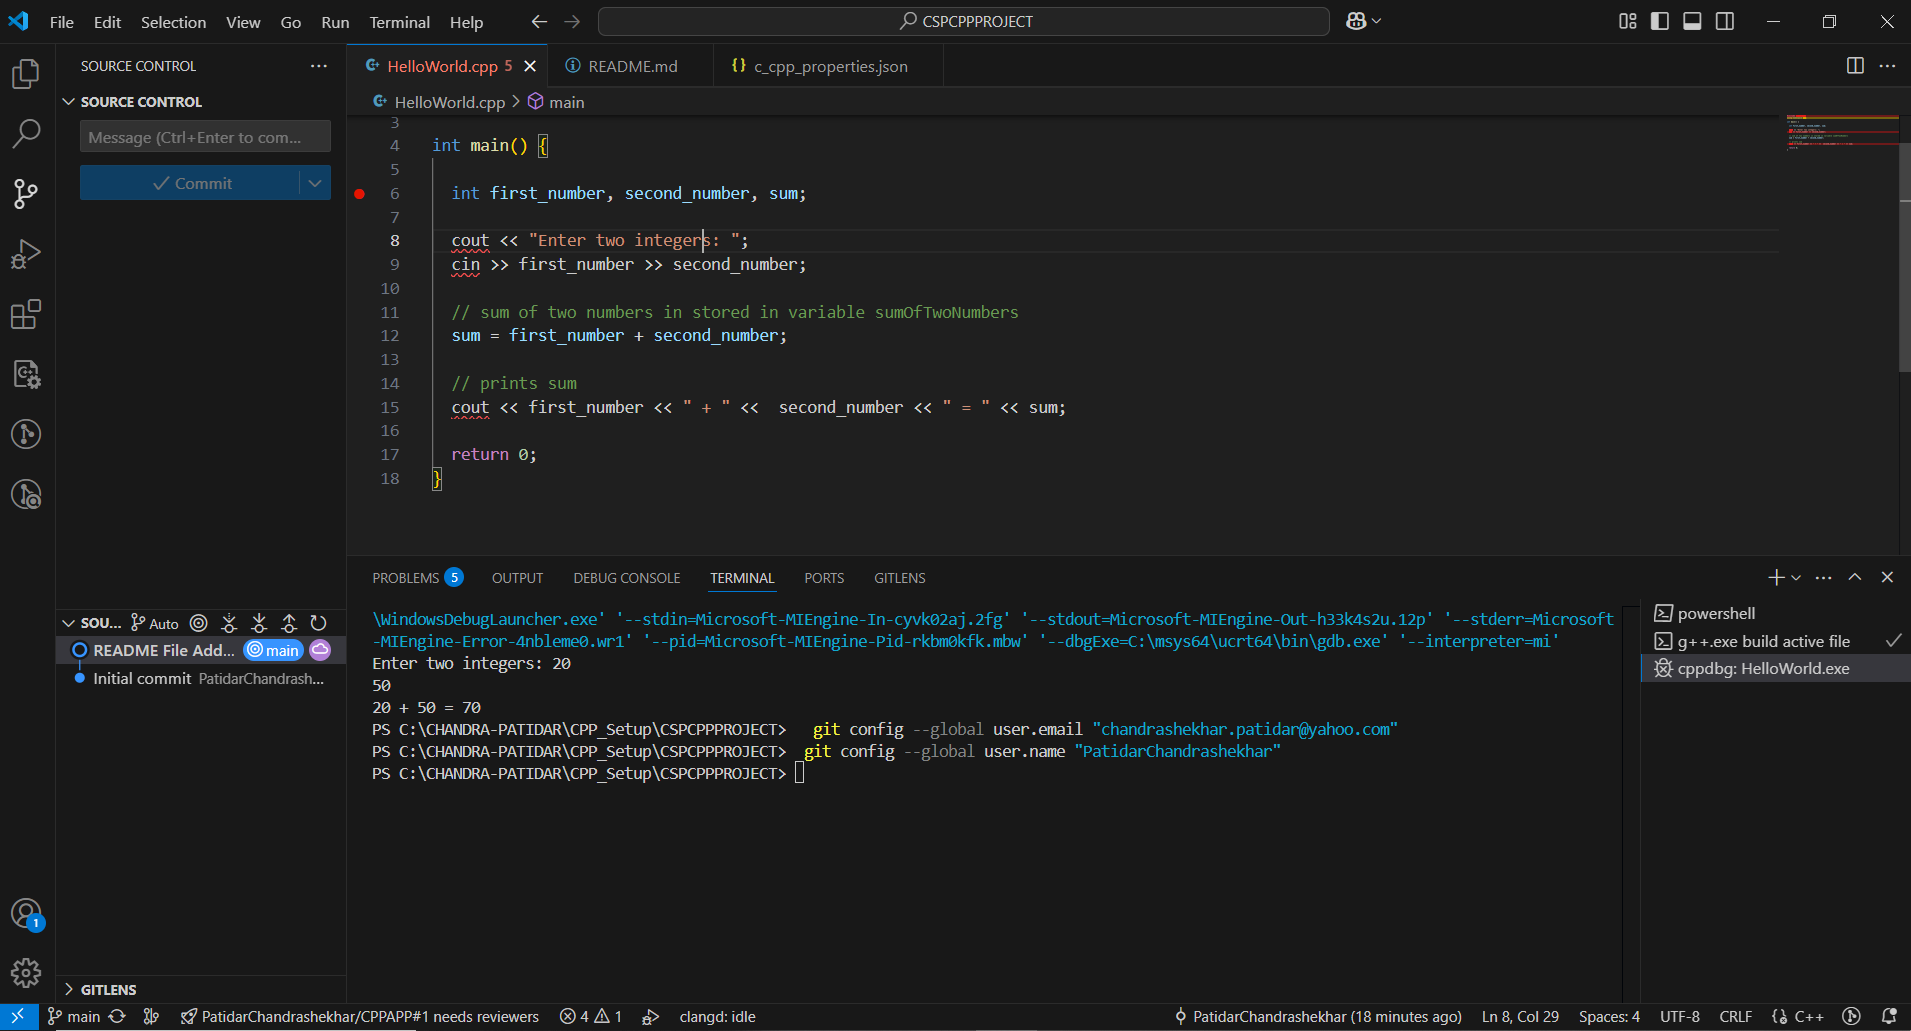 File Edit Selection View Go Run Terminal Help
CSPCPPPROJECT
SOURCE CONTROL
HelloWorld.cpp 5
README.md
c_cpp_properties.json
SOURCE CONTROL
HelloWorld.cpp > main
Message (Ctrl+Enter to com...
Commit
3
4 int main() {
5
6 int first_number, second_number, sum;
7
8 cout << "Enter two integers: ";
9 cin >> first_number >> second_number;
10
11 // sum of two numbers in stored in variable sumOfTwoNumbers
12 sum = first_number + second_number;
13
14 // prints sum
15 cout << first_number << " + " <<  second_number << " = " << sum;
16
17 return 0;
18 }
PROBLEMS 5 OUTPUT DEBUG CONSOLE TERMINAL PORTS GITLENS
\WindowsDebugLauncher.exe' '--stdin=Microsoft-MIEngine-In-cyvk02aj.2fg' '--stdout=Microsoft-MIEngine-Out-h33k4s2u.12p' '--stderr=Microsoft
-MIEngine-Error-4nbleme0.wr1' '--pid=Microsoft-MIEngine-Pid-rkbm0kfk.mbw' '--dbgExe=C:\msys64\ucrt64\bin\gdb.exe' '--interpreter=mi'
Enter two integers: 20
50
20 + 50 = 70
PS C:\CHANDRA-PATIDAR\CPP_Setup\CSPCPPPROJECT> git config --global user.email "chandrashekhar.patidar@yahoo.com"
PS C:\CHANDRA-PATIDAR\CPP_Setup\CSPCPPPROJECT> git config --global user.name "PatidarChandrashekhar"
PS C:\CHANDRA-PATIDAR\CPP_Setup\CSPCPPPROJECT>
powershell
g++.exe build active file
cppdbg: HelloWorld.exe
SOU... Auto
README File Add... main
Initial commit PatidarChandrash...
1
GITLENS
main PatidarChandrashekhar/CPPAPP#1 needs reviewers 4 1 clangd: idle PatidarChandrashekhar (18 minutes ago) Ln 8, Col 29 Spaces: 4 UTF-8 CRLF {} C++